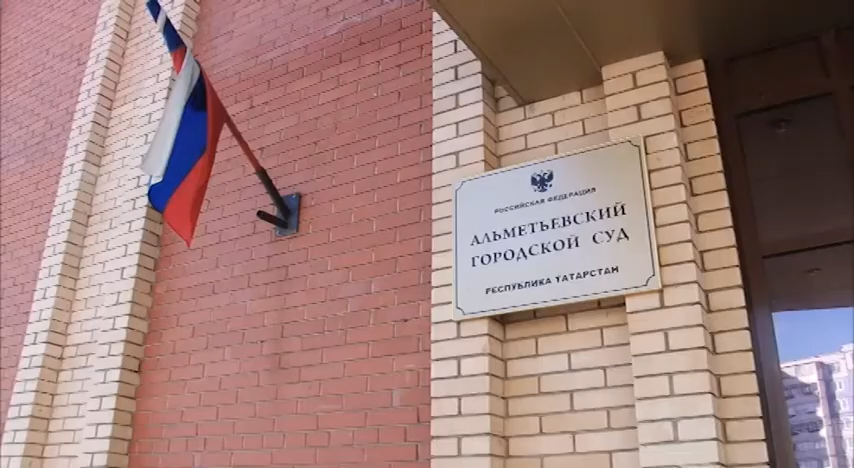 РОССИЙСКАЯ ФЕДЕРАЦИЯ
АЛЬМЕТЬЕВСКИЙ
ГОРОДСКОЙ СУД
РЕСПУБЛИКА ТАТАРСТАН